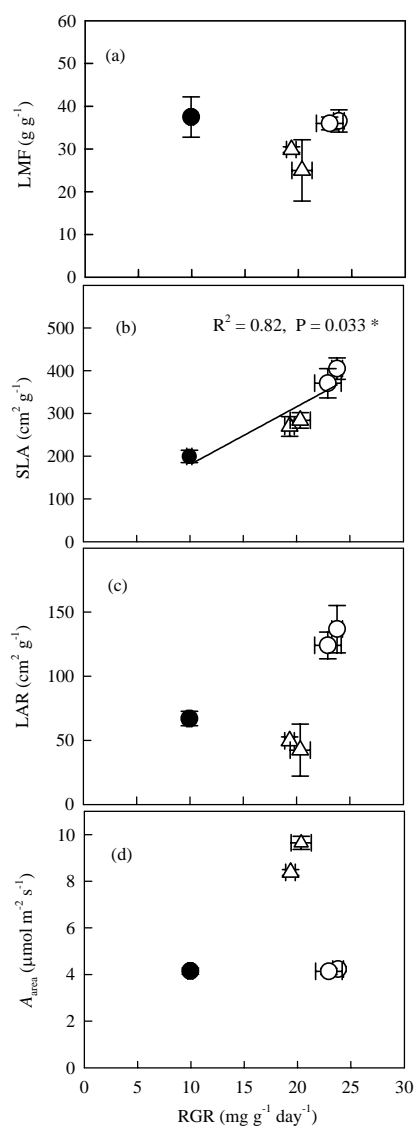 60
50
40
30
20
10
0
LMF (g g⁻¹)
(a)
500
400
300
200
100
0
SLA (cm² g⁻¹)
(b)
R² = 0.82, P = 0.033 *
150
100
50
0
LAR (cm² g⁻¹)
(c)
10
8
6
4
2
0
A_area (μmol m⁻² s⁻¹)
(d)
0 5 10 15 20 25 30
RGR (mg g⁻¹ day⁻¹)